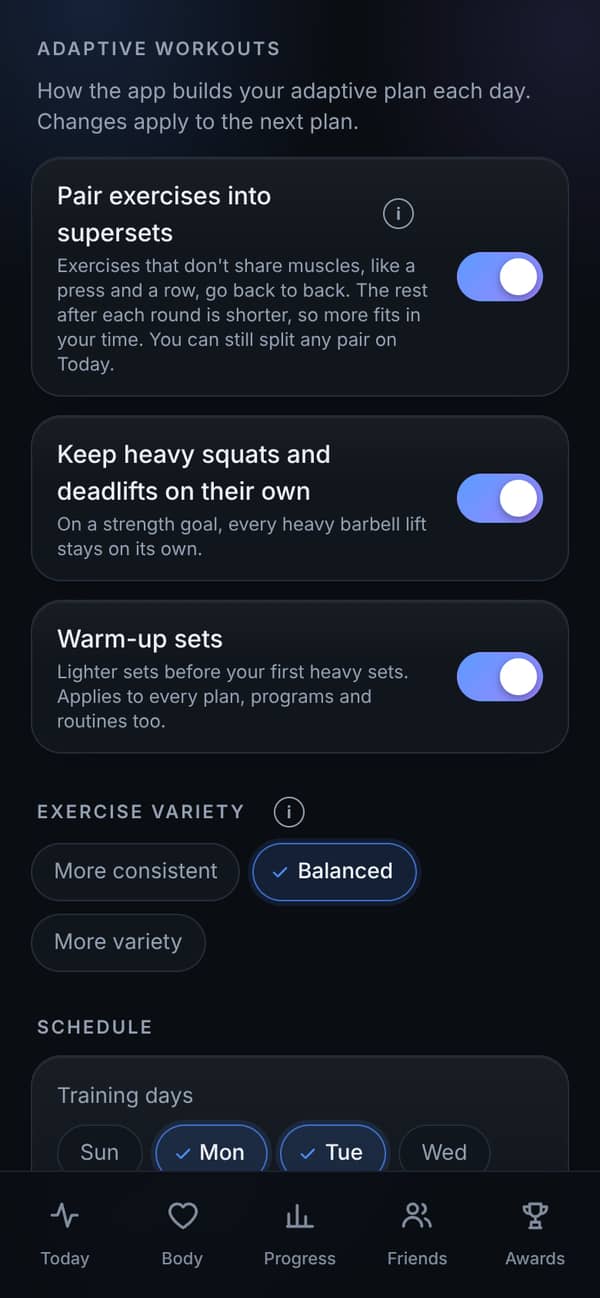 ADAPTIVE WORKOUTS
How the app builds your adaptive plan each day.
Changes apply to the next plan.
Pair exercises into
supersets
i
Exercises that don't share muscles, like a
press and a row, go back to back. The rest
after each round is shorter, so more fits in
your time. You can still split any pair on
Today.
Keep heavy squats and
deadlifts on their own
On a strength goal, every heavy barbell lift
stays on its own.
Warm-up sets
Lighter sets before your first heavy sets.
Applies to every plan, programs and
routines too.
EXERCISE VARIETY i
More consistent Balanced
More variety
SCHEDULE
Training days
Sun Mon Tue Wed
Today Body Progress Friends Awards